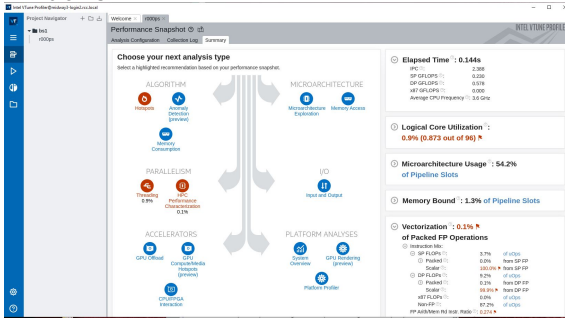 Intel VTune Profiler@midway3-login2.rcc.local
Project Navigator
Welcome × r000ps ×
bs1
r000ps
Performance Snapshot
INTEL VTUNE PROFILER
Analysis Configuration Collection Log Summary
Choose your next analysis type
Select a highlighted recommendation based on your performance snapshot.
ALGORITHM
Hotspots
Anomaly
Detection
(preview)
Memory
Consumption
MICROARCHITECTURE
Microarchitecture
Exploration
Memory Access
PARALLELISM
Threading
0.9%
HPC
Performance
Characterization
0.1%
I/O
Input and Output
ACCELERATORS
GPU Offload
GPU
Compute/Media
Hotspots
(preview)
CPU/FPGA
Interaction
PLATFORM ANALYSES
System
Overview
GPU Rendering
(preview)
Platform Profiler
Elapsed Time: 0.144s
IPC 2.388
SP GFLOPS 0.230
DP GFLOPS 0.579
x87 GFLOPS 0.000
Average CPU Frequency 3.6 GHz
Logical Core Utilization:
0.9% (0.873 out of 96)
Microarchitecture Usage: 54.2%
of Pipeline Slots
Memory Bound: 1.3% of Pipeline Slots
Vectorization: 0.1%
of Packed FP Operations
Instruction Mix:
SP FLOPs 3.7% of uOps
Packed 0.0% from SP FP
Scalar 100.0% from SP FP
DP FLOPs 9.2% of uOps
Packed 0.1% from DP FP
Scalar 99.9% from DP FP
x87 FLOPs 0.0% of uOps
Non-FP 87.2% of uOps
FP Arith/Mem Rd Instr. Ratio 0.274